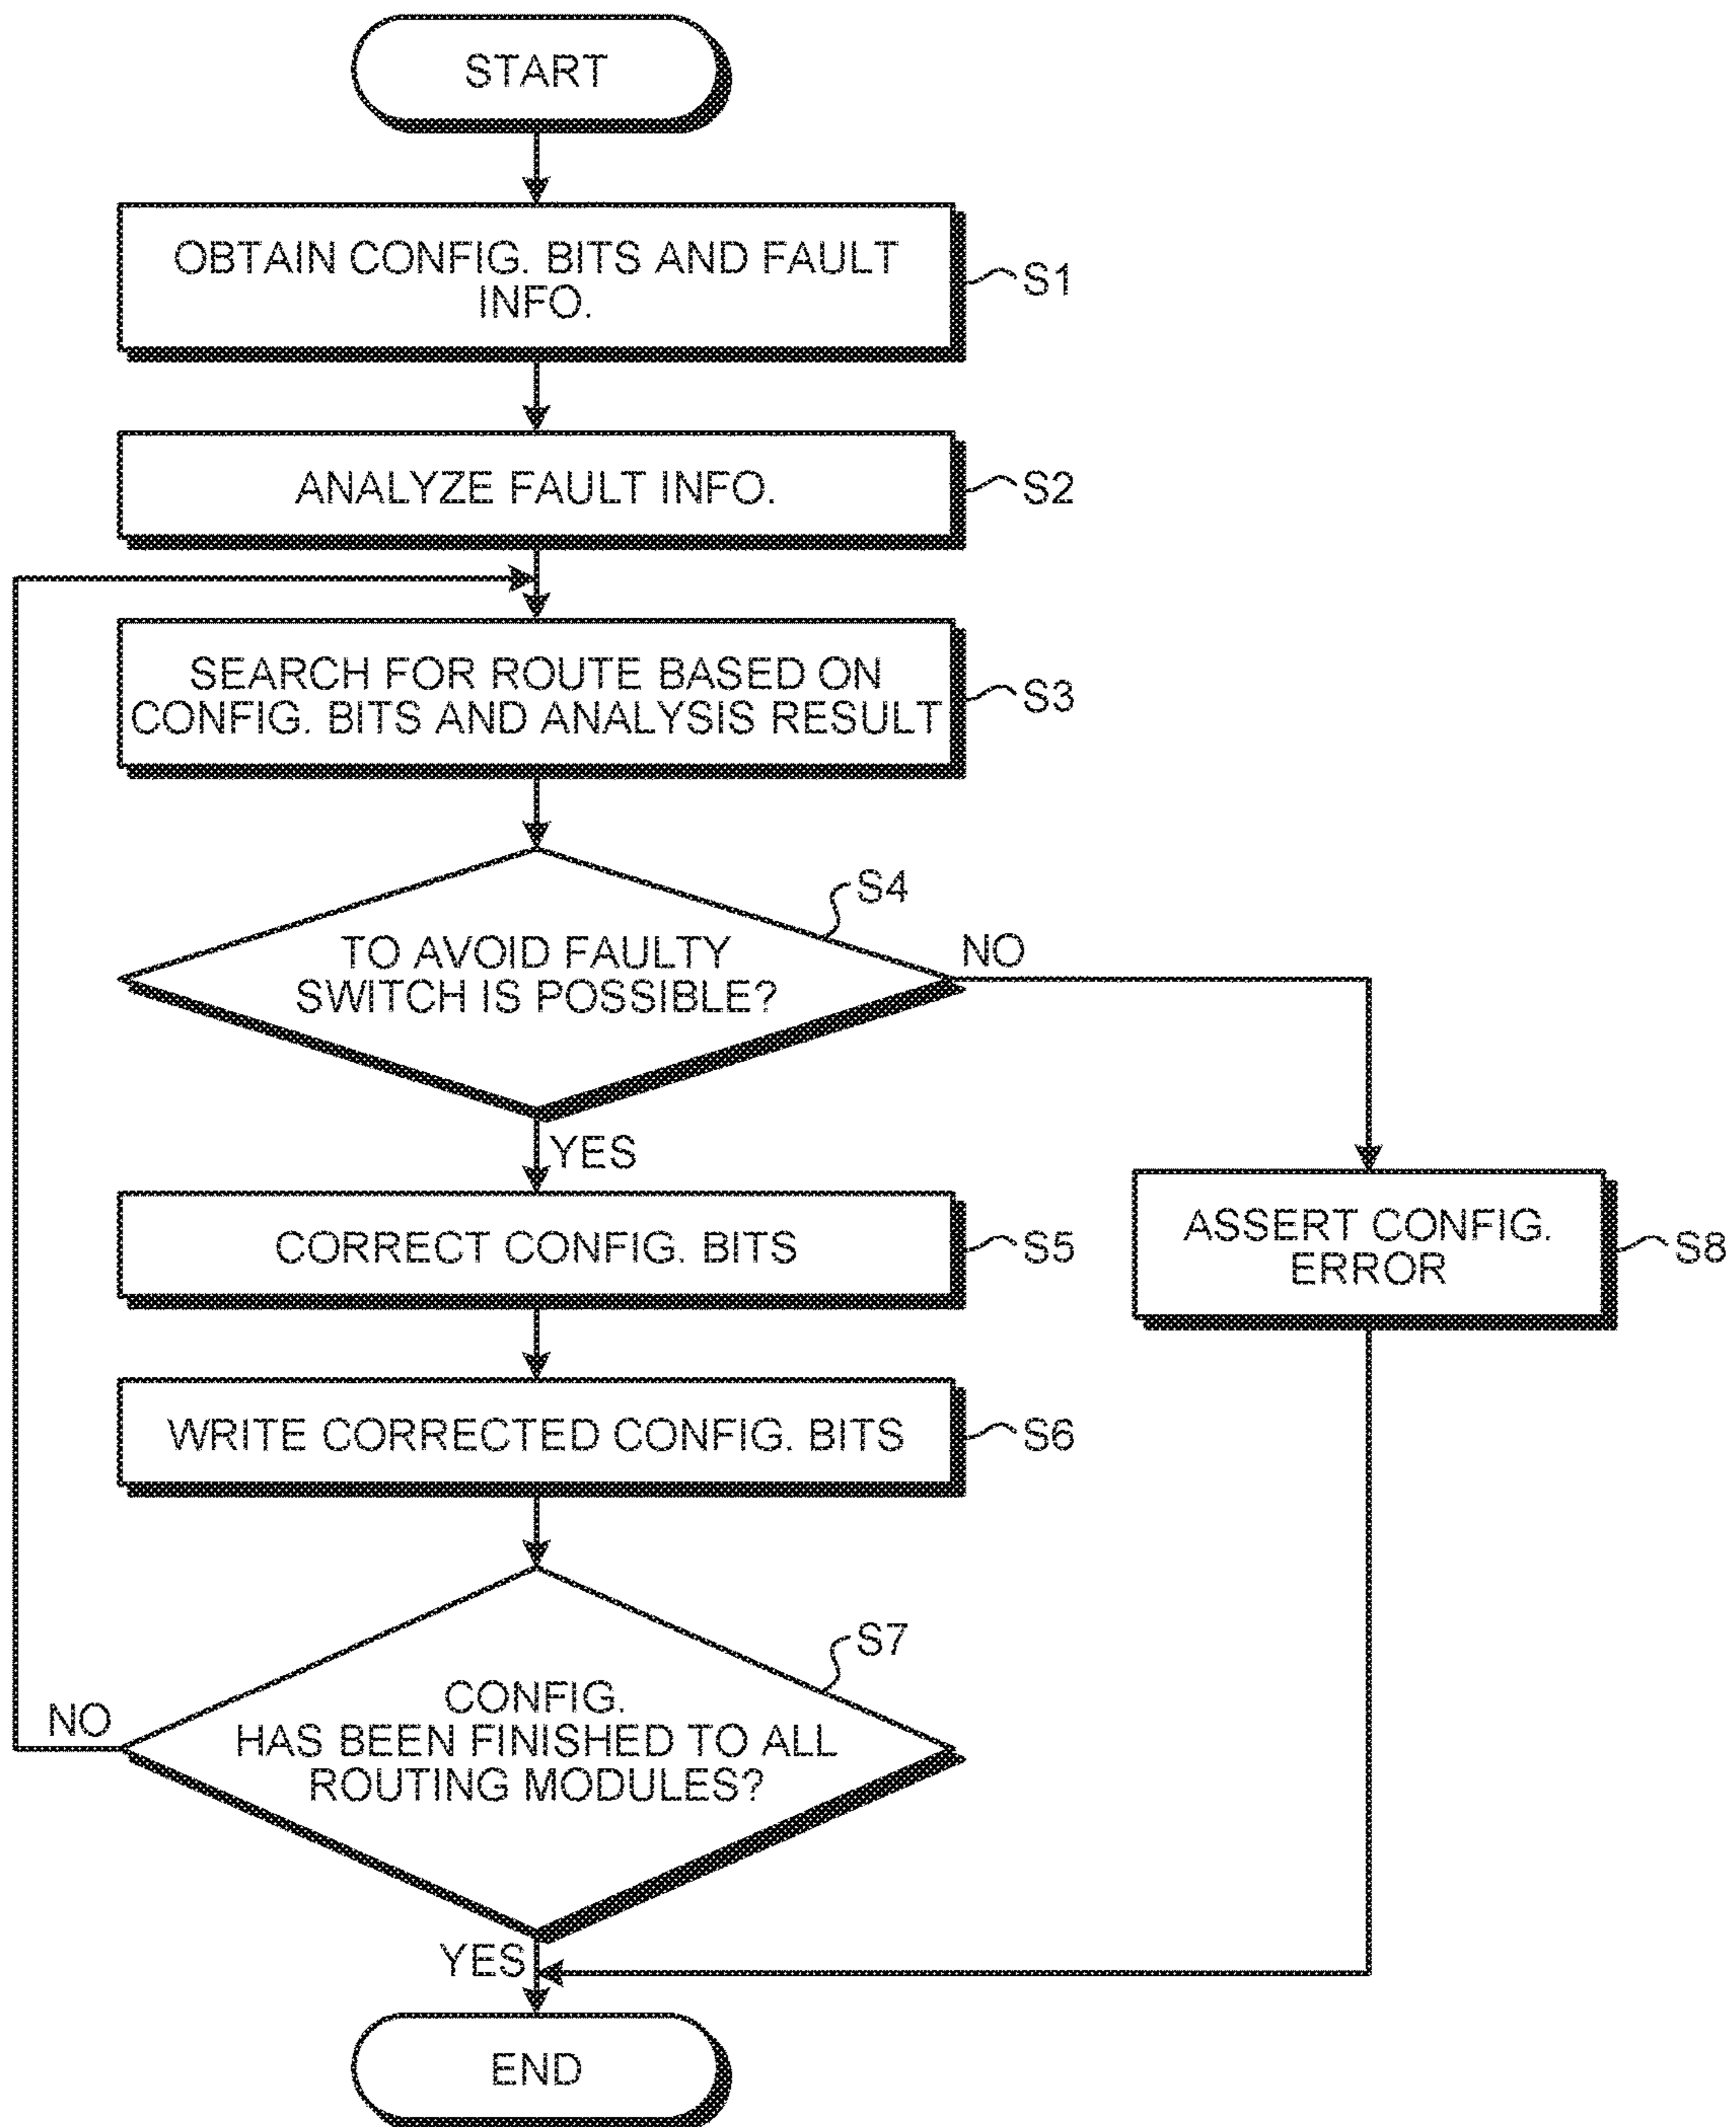 START
OBTAIN CONFIG. BITS AND FAULT
INFO.
S1
ANALYZE FAULT INFO.
S2
SEARCH FOR ROUTE BASED ON
CONFIG. BITS AND ANALYSIS RESULT
S3
S4
TO AVOID FAULTY
SWITCH IS POSSIBLE?
NO
YES
CORRECT CONFIG. BITS
S5
ASSERT CONFIG.
ERROR
S8
WRITE CORRECTED CONFIG. BITS
S6
S7
CONFIG.
HAS BEEN FINISHED TO ALL
ROUTING MODULES?
NO
YES
END